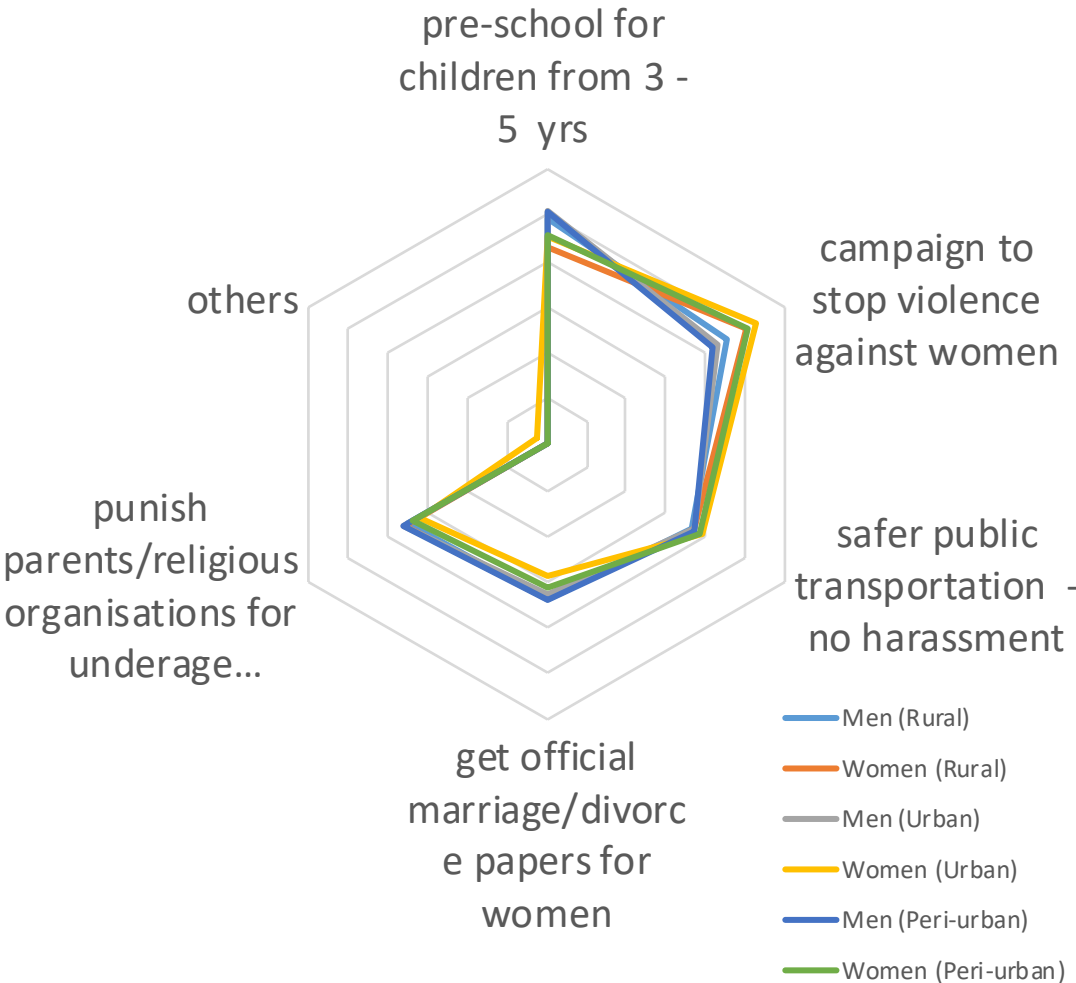 pre-school for
children from 3 -
5 yrs
campaign to
stop violence
against women
others
punish
parents/religious
organisations for
underage...
safer public
transportation -
no harassment
get official
marriage/divorc
e papers for
women
Men (Rural)
Women (Rural)
Men (Urban)
Women (Urban)
Men (Peri-urban)
Women (Peri-urban)